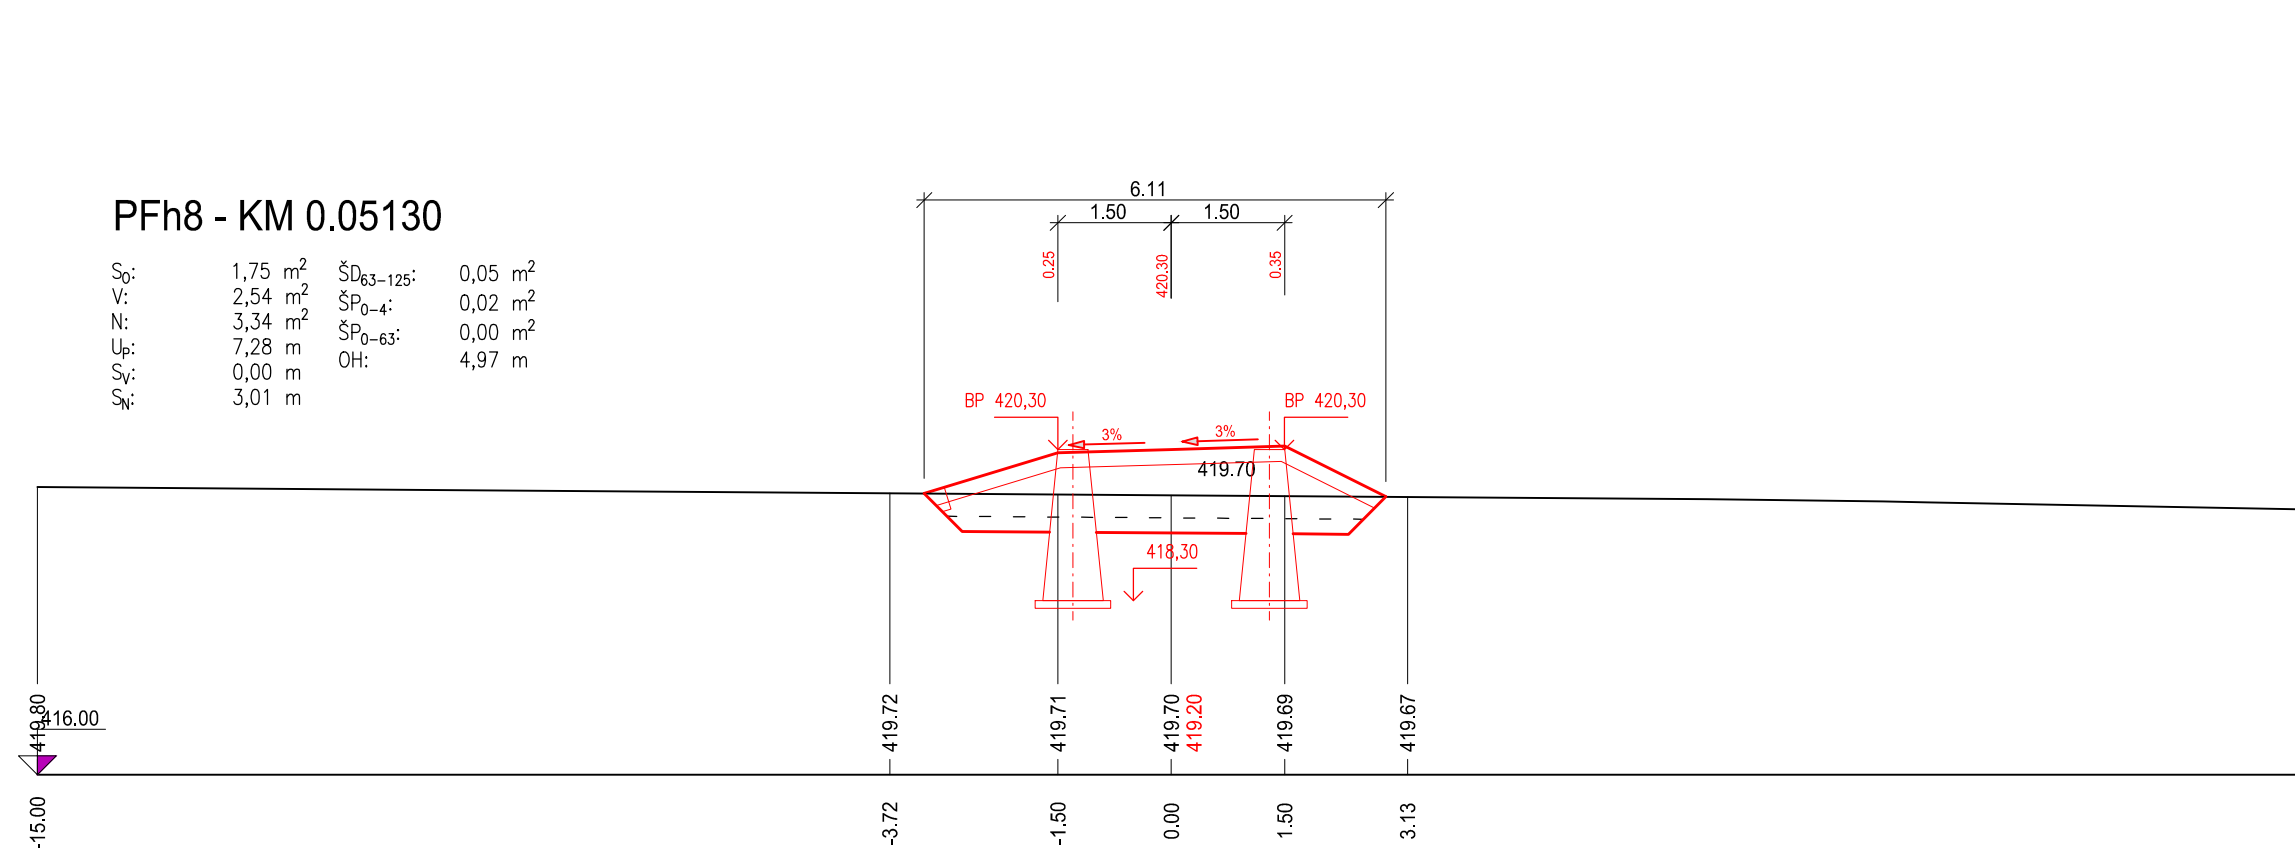 6.11
1.50 1.50
PFh8 - KM 0.05130
0.25 420.30 0.35
S0: 1,75 m² ŠD63-125: 0,05 m²
V: 2,54 m² ŠP0-4: 0,02 m²
N: 3,34 m² ŠP0-63: 0,00 m²
UP: 7,28 m OH: 4,97 m
SV: 0,00 m
SN: 3,01 m
BP 420,30 BP 420,30
3% 3%
419.70
418,30
419.80 419.72 419.71 419.70 419.20 419.69 419.67
416.00
-15.00 -3.72 -1.50 0.00 1.50 3.13